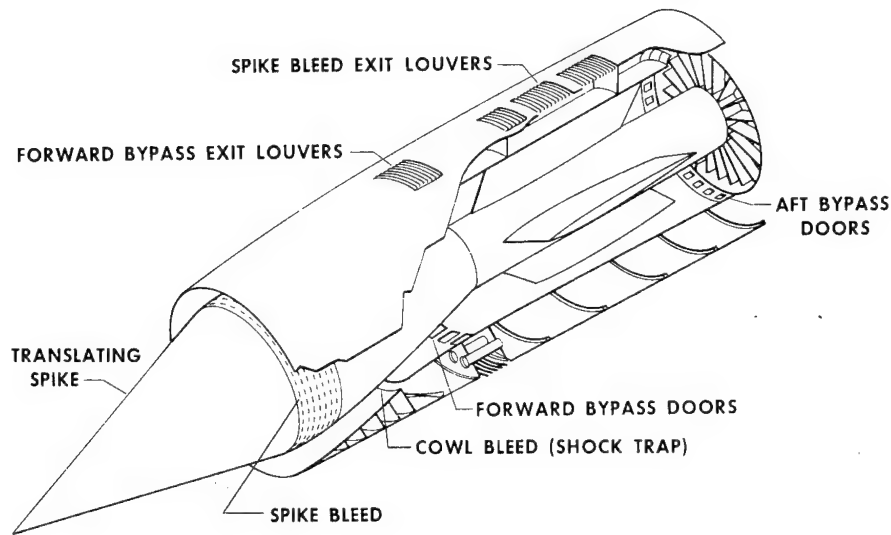 SPIKE BLEED EXIT LOUVERS
FORWARD BYPASS EXIT LOUVERS
AFT BYPASS
DOORS
TRANSLATING
SPIKE
FORWARD BYPASS DOORS
COWL BLEED (SHOCK TRAP)
SPIKE BLEED